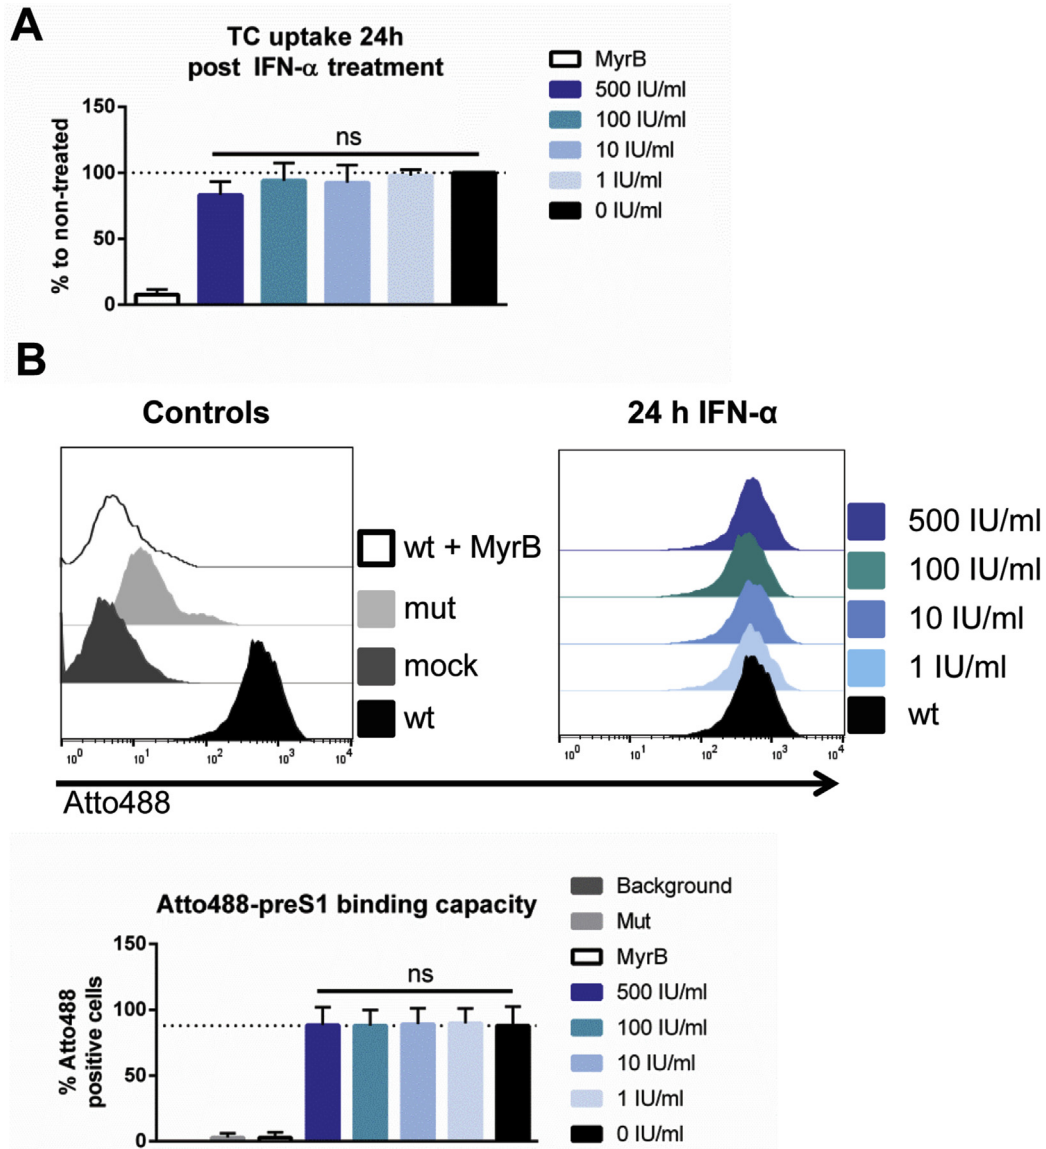 A
TC uptake 24h
post IFN-α treatment
% to non-treated
150
100
50
0
ns
MyrB
500 IU/ml
100 IU/ml
10 IU/ml
1 IU/ml
0 IU/ml
B
Controls
wt + MyrB
mut
mock
wt
10⁰
10¹
10²
10³
10⁴
24 h IFN-α
500 IU/ml
100 IU/ml
10 IU/ml
1 IU/ml
wt
10⁰
10¹
10²
10³
10⁴
Atto488
Atto488-preS1 binding capacity
% Atto488
positive cells
150
100
50
0
ns
Background
Mut
MyrB
500 IU/ml
100 IU/ml
10 IU/ml
1 IU/ml
0 IU/ml